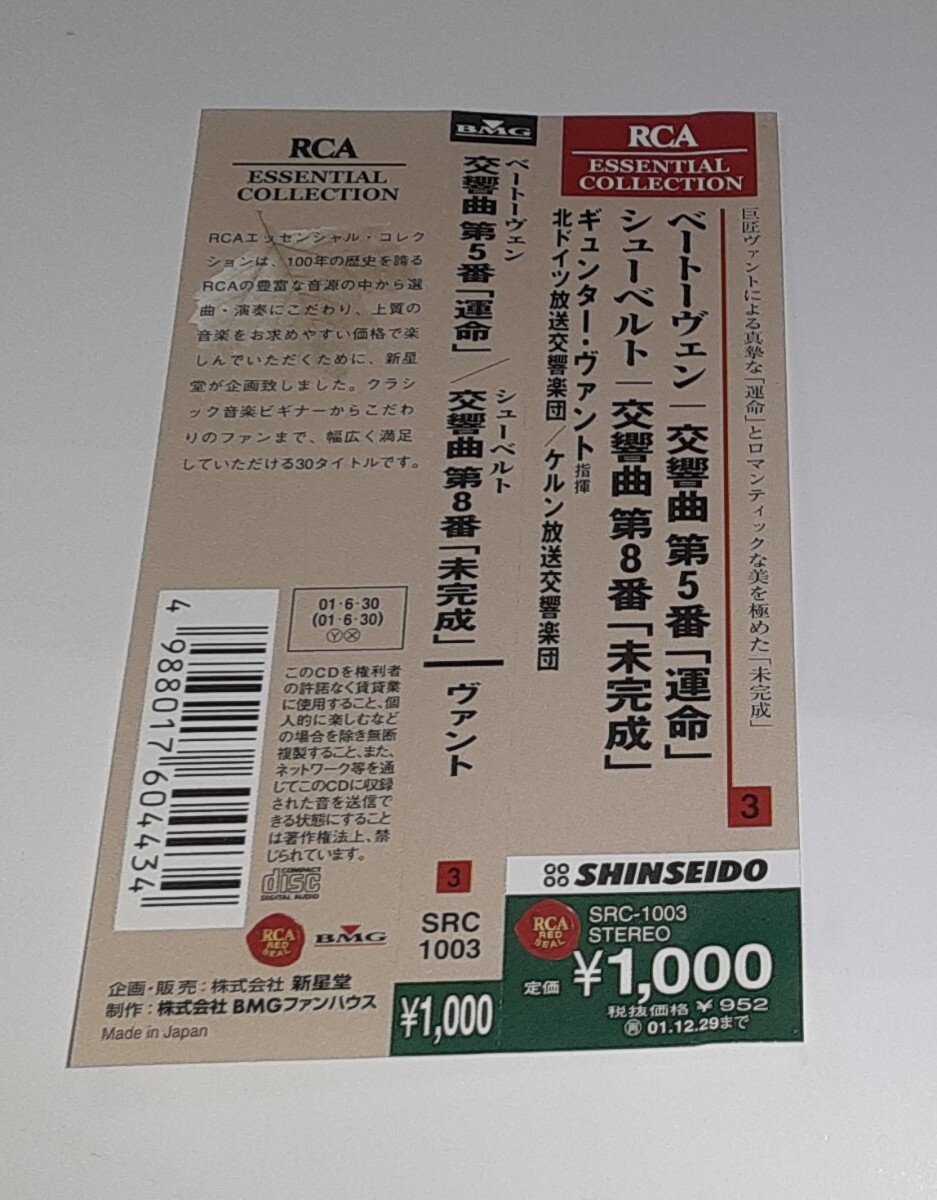 RCA
ESSENTIAL
COLLECTION
RCAエッセンシャル・コレク
ションは、100年の歴史を誇る
RCAの豊富な音源の中から選
曲・演奏にこだわり、上質の
音楽をお求めやすい価格で楽
しんでいただくために、新星
堂が企画致しました。クラシ
ック音楽ビギナーからこだわ
りのファンまで、幅広く満足
していただける30タイトルです。
4988017604434
01・6・30
(01・6・30)
ⓎⓍ
このCDを権利者
の許諾なく賃貸業
に使用すること、個
人的に楽しむなど
の場合を除き無断
複製すること、また、
ネットワーク等を通
じてこのCDに収録
された音を送信で
きる状態にすること
は著作権法上、禁
じられています。
COMPACT
disc
DIGITAL AUDIO
RCA
RED
SEAL
BMG
企画・販売：株式会社 新星堂
制作：株式会社 BMGファンハウス
Made in Japan
BMG
ベートーヴェン
交響曲 第5番「運命」／
シューベルト
交響曲 第8番「未完成」
ヴァント
3
SRC
1003
¥1,000
RCA
ESSENTIAL
COLLECTION
巨匠ヴァントによる真摯な「運命」とロマンティックな美を極めた「未完成」
ベートーヴェン｜交響曲 第5番「運命」
シューベルト｜交響曲 第8番「未完成」
ギュンター・ヴァント指揮
北ドイツ放送交響楽団／ケルン放送交響楽団
3
SHINSEIDO
RCA
RED
SEAL
SRC-1003
STEREO
定価 ¥1,000
税抜価格 ¥ 952
㊢ 01.12.29まで